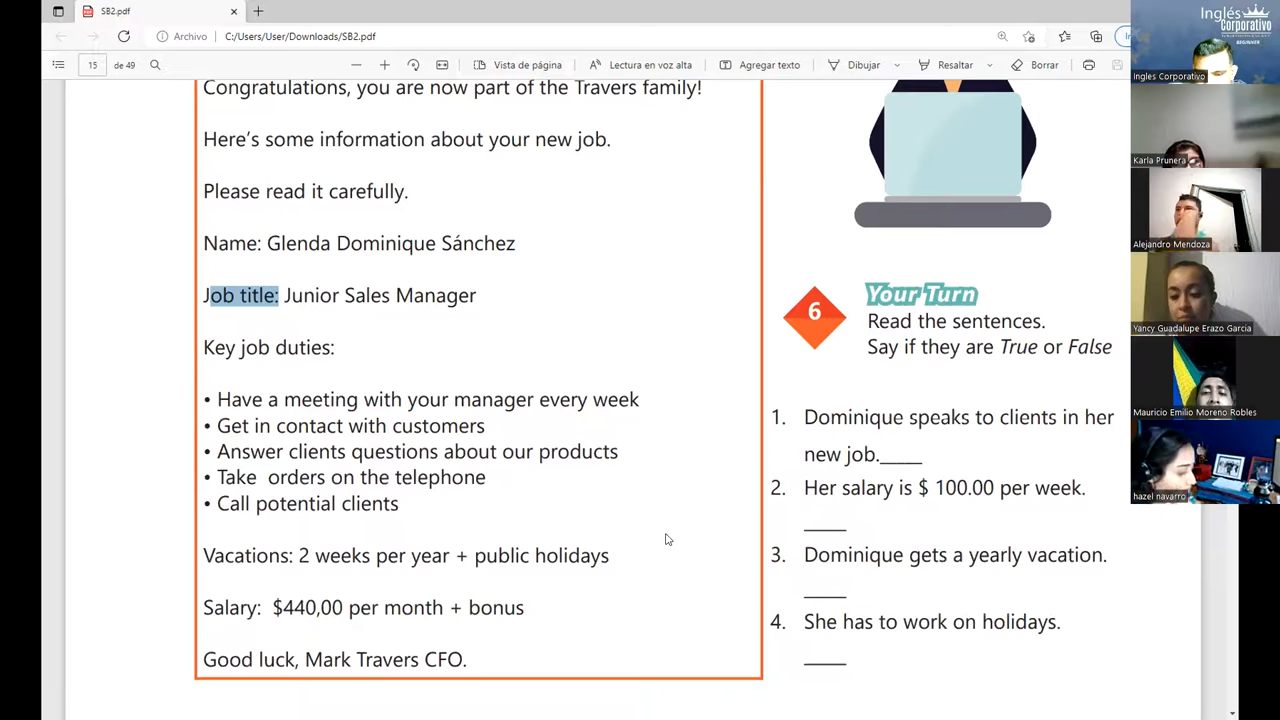 SB2.pdf
Archivo
C:/Users/User/Downloads/SB2.pdf
15 de 49
Vista de página
Lectura en voz alta
Agregar texto
Dibujar
Resaltar
Borrar
Congratulations, you are now part of the Travers family!
Here's some information about your new job.
Please read it carefully.
Name: Glenda Dominique Sánchez
Job title: Junior Sales Manager
Key job duties:
• Have a meeting with your manager every week
• Get in contact with customers
• Answer clients questions about our products
• Take orders on the telephone
• Call potential clients
Vacations: 2 weeks per year + public holidays
Salary: $440,00 per month + bonus
Good luck, Mark Travers CFO.
6
Your Turn
Read the sentences.
Say if they are True or False
1. Dominique speaks to clients in her
new job._____
2. Her salary is $ 100.00 per week.
_____
3. Dominique gets a yearly vacation.
_____
4. She has to work on holidays.
_____
Inglés
Corporativo
BEGINNER
Ingles Corporativo
Karla Prunera
Alejandro Mendoza
Yancy Guadalupe Erazo Garcia
Mauricio Emilio Moreno Robles
hazel navarro